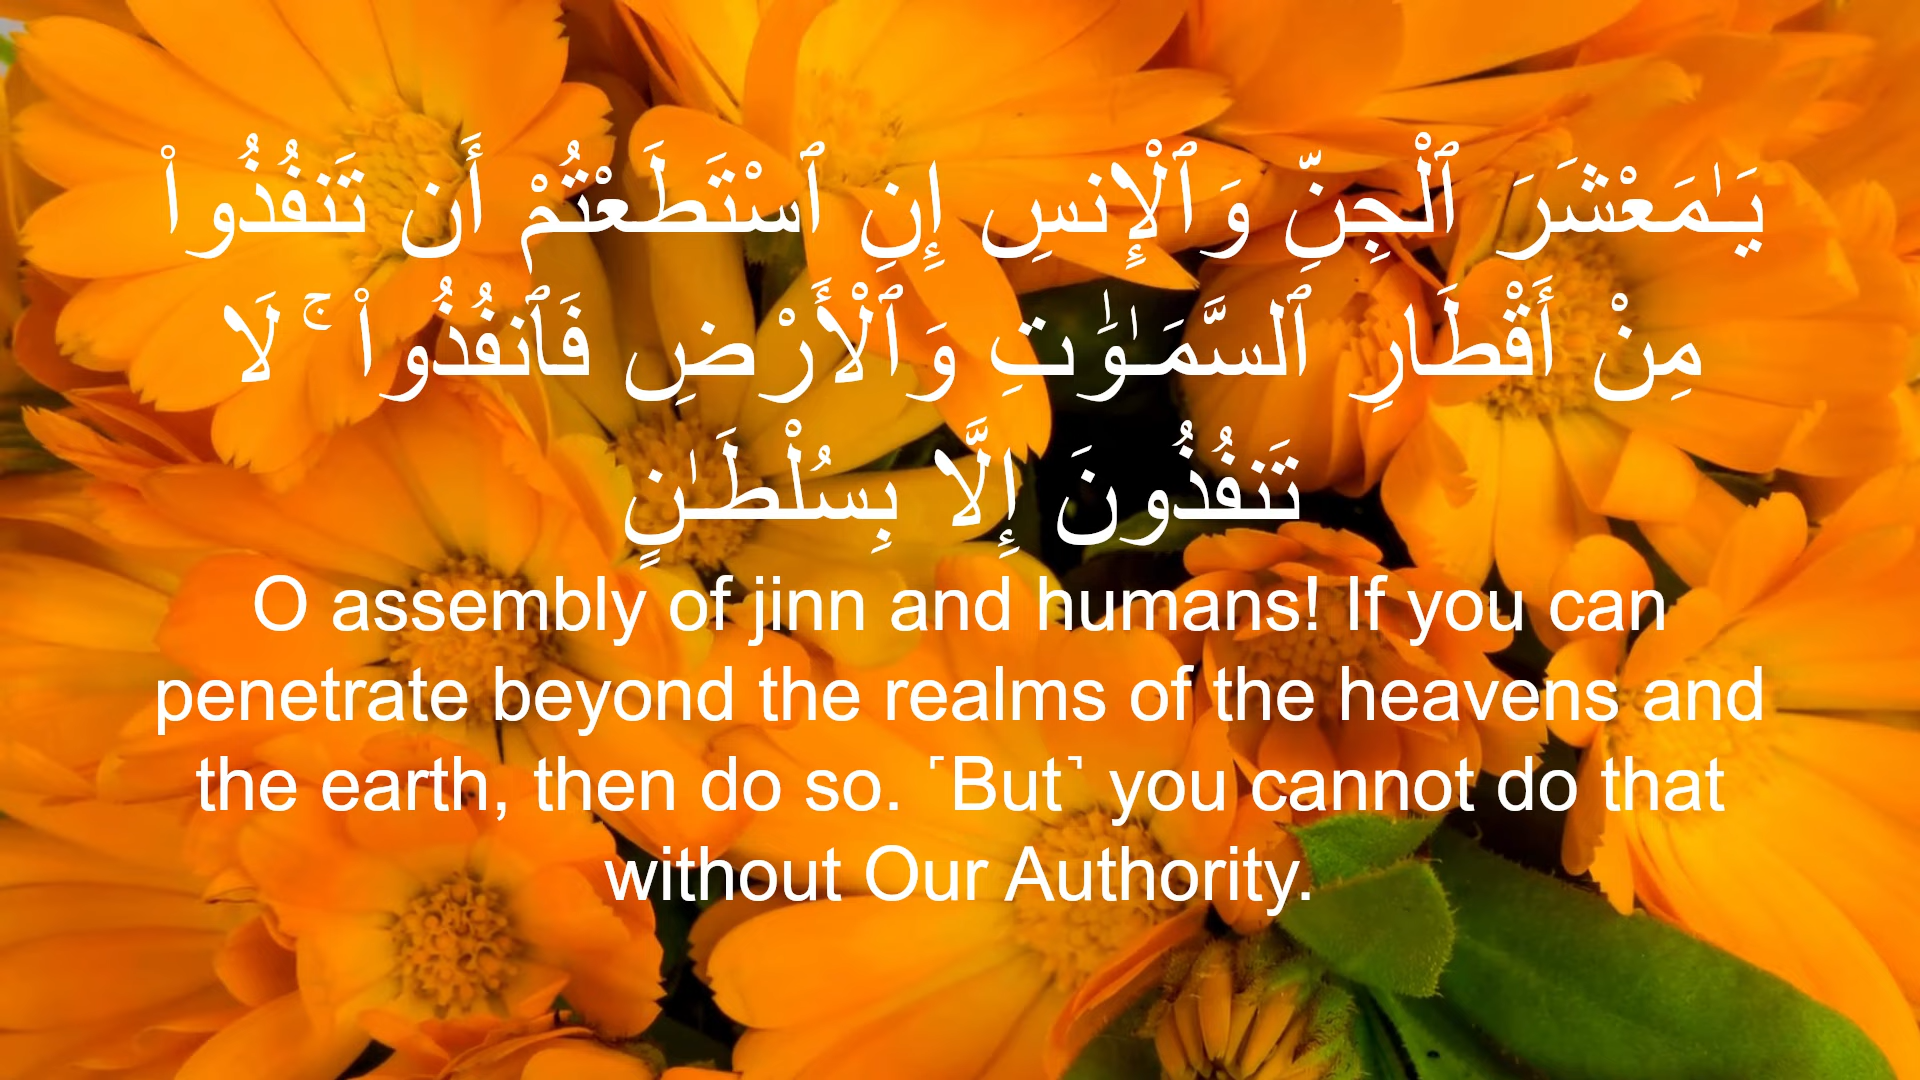 يَـٰمَعْشَرَ ٱلْجِنِّ وَٱلْإِنسِ إِنِ ٱسْتَطَعْتُمْ أَن تَنفُذُوا۟
مِنْ أَقْطَارِ ٱلسَّمَـٰوَٰتِ وَٱلْأَرْضِ فَٱنفُذُوا۟ ۚ لَا
تَنفُذُونَ إِلَّا بِسُلْطَـٰنٍ
O assembly of jinn and humans! If you can
penetrate beyond the realms of the heavens and
the earth, then do so. ˹But˺ you cannot do that
without Our Authority.